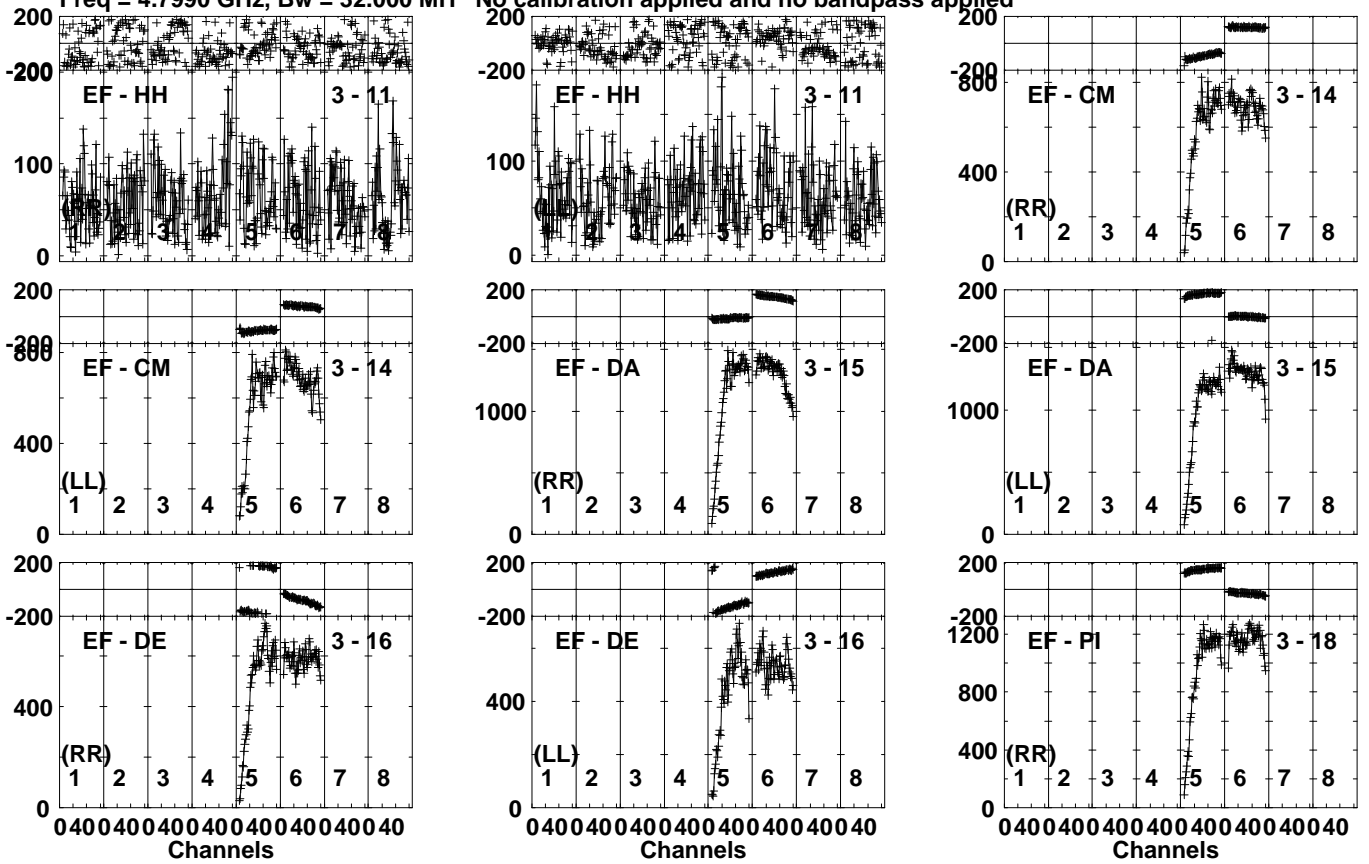 Freq = 4.7990 GHz, Bw = 32.000 MH No calibration applied and no bandpass applied
200
-200
EF - HH 3 - 11
100
(RR)
1 2 3 4 5 6 7 8
0
200
-200
EF - HH 3 - 11
100
1 2 3 4 5 6 7 8
0
200
-200
800
EF - CM 3 - 14
400
(RR)
1 2 3 4 5 6 7 8
0
200
-200
800
EF - CM 3 - 14
400
(LL)
1 2 3 4 5 6 7 8
0
200
-200
EF - DA 3 - 15
1000
(RR)
1 2 3 4 5 6 7 8
0
200
-200
EF - DA 3 - 15
1000
(LL)
1 2 3 4 5 6 7 8
0
200
-200
EF - DE 3 - 16
400
(RR)
1 2 3 4 5 6 7 8
0
0 40 0 40 0 40 0 40 0 40 0 40 0 40 0 40
Channels
200
-200
EF - DE 3 - 16
400
(LL)
1 2 3 4 5 6 7 8
0
0 40 0 40 0 40 0 40 0 40 0 40 0 40 0 40
Channels
200
-200
1200
EF - PI 3 - 18
800
400
(RR)
1 2 3 4 5 6 7 8
0
0 40 0 40 0 40 0 40 0 40 0 40 0 40 0 40
Channels